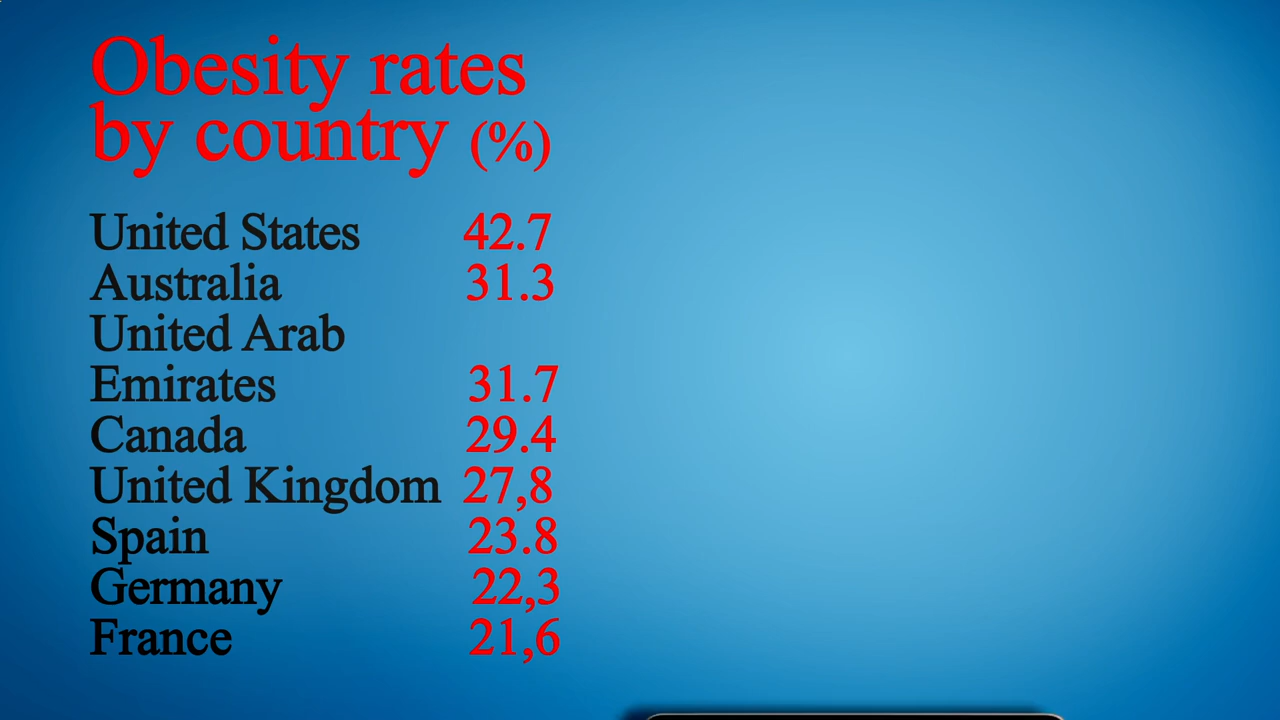 Obesity rates
by country (%)
United States 42.7
Australia 31.3
United Arab
Emirates 31.7
Canada 29.4
United Kingdom 27,8
Spain 23.8
Germany 22,3
France 21,6